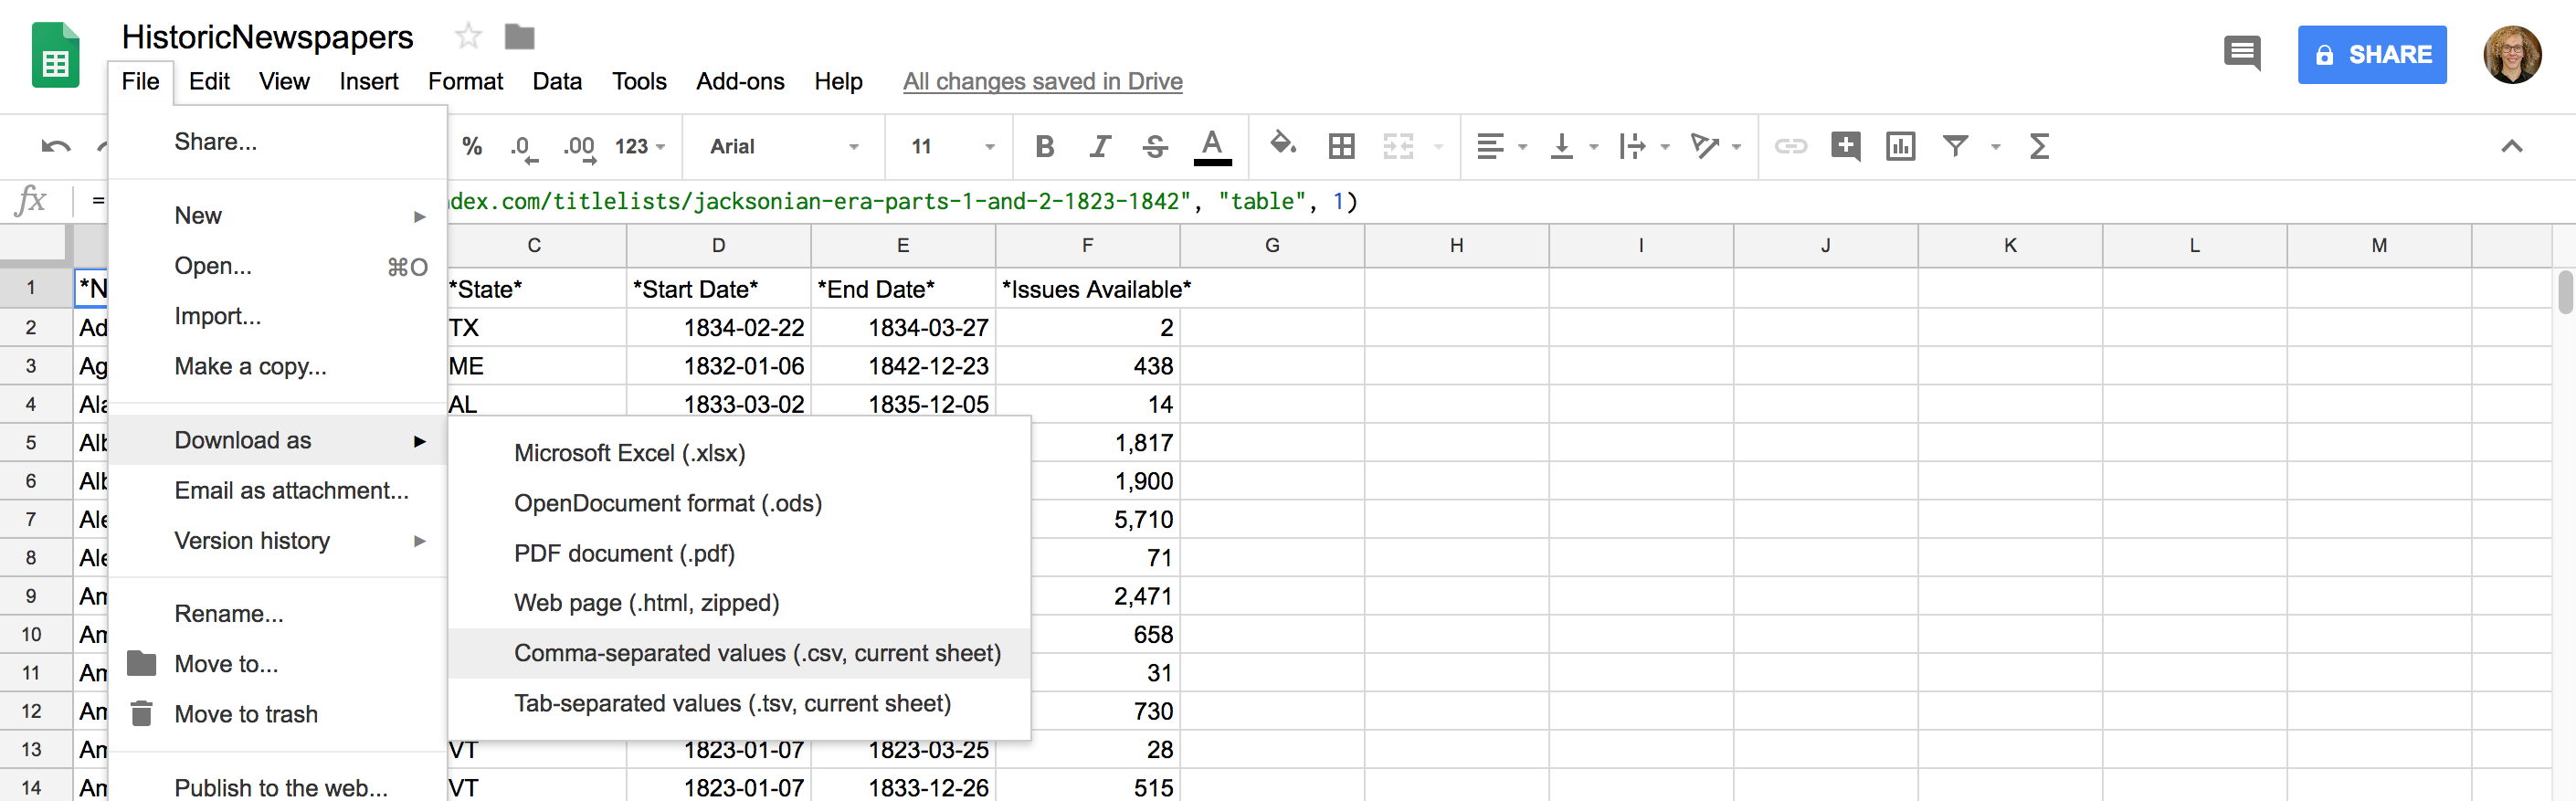 HistoricNewspapers
File Edit View Insert Format Data Tools Add-ons Help All changes saved in Drive
SHARE
% .0 .00 123 Arial 11 B I S A Σ
fx = dex.com/titlelists/jacksonian-era-parts-1-and-2-1823-1842", "table", 1)
C D E F G H I J K L M
1 *N *State* *Start Date* *End Date* *Issues Available*
2 Ad TX 1834-02-22 1834-03-27 2
3 Ag ME 1832-01-06 1842-12-23 438
4 Ala AL 1833-03-02 1835-12-05 14
5 Alb 1,817
6 Alb 1,900
7 Ale 5,710
8 Ale 71
9 Am 2,471
10 Am 658
11 Am 31
12 Am 730
13 Am VT 1823-01-07 1823-03-25 28
14 Am VT 1823-01-07 1833-12-26 515
Share...
New
Open... ⌘O
Import...
Make a copy...
Download as
Email as attachment...
Version history
Rename...
Move to...
Move to trash
Publish to the web...
Microsoft Excel (.xlsx)
OpenDocument format (.ods)
PDF document (.pdf)
Web page (.html, zipped)
Comma-separated values (.csv, current sheet)
Tab-separated values (.tsv, current sheet)